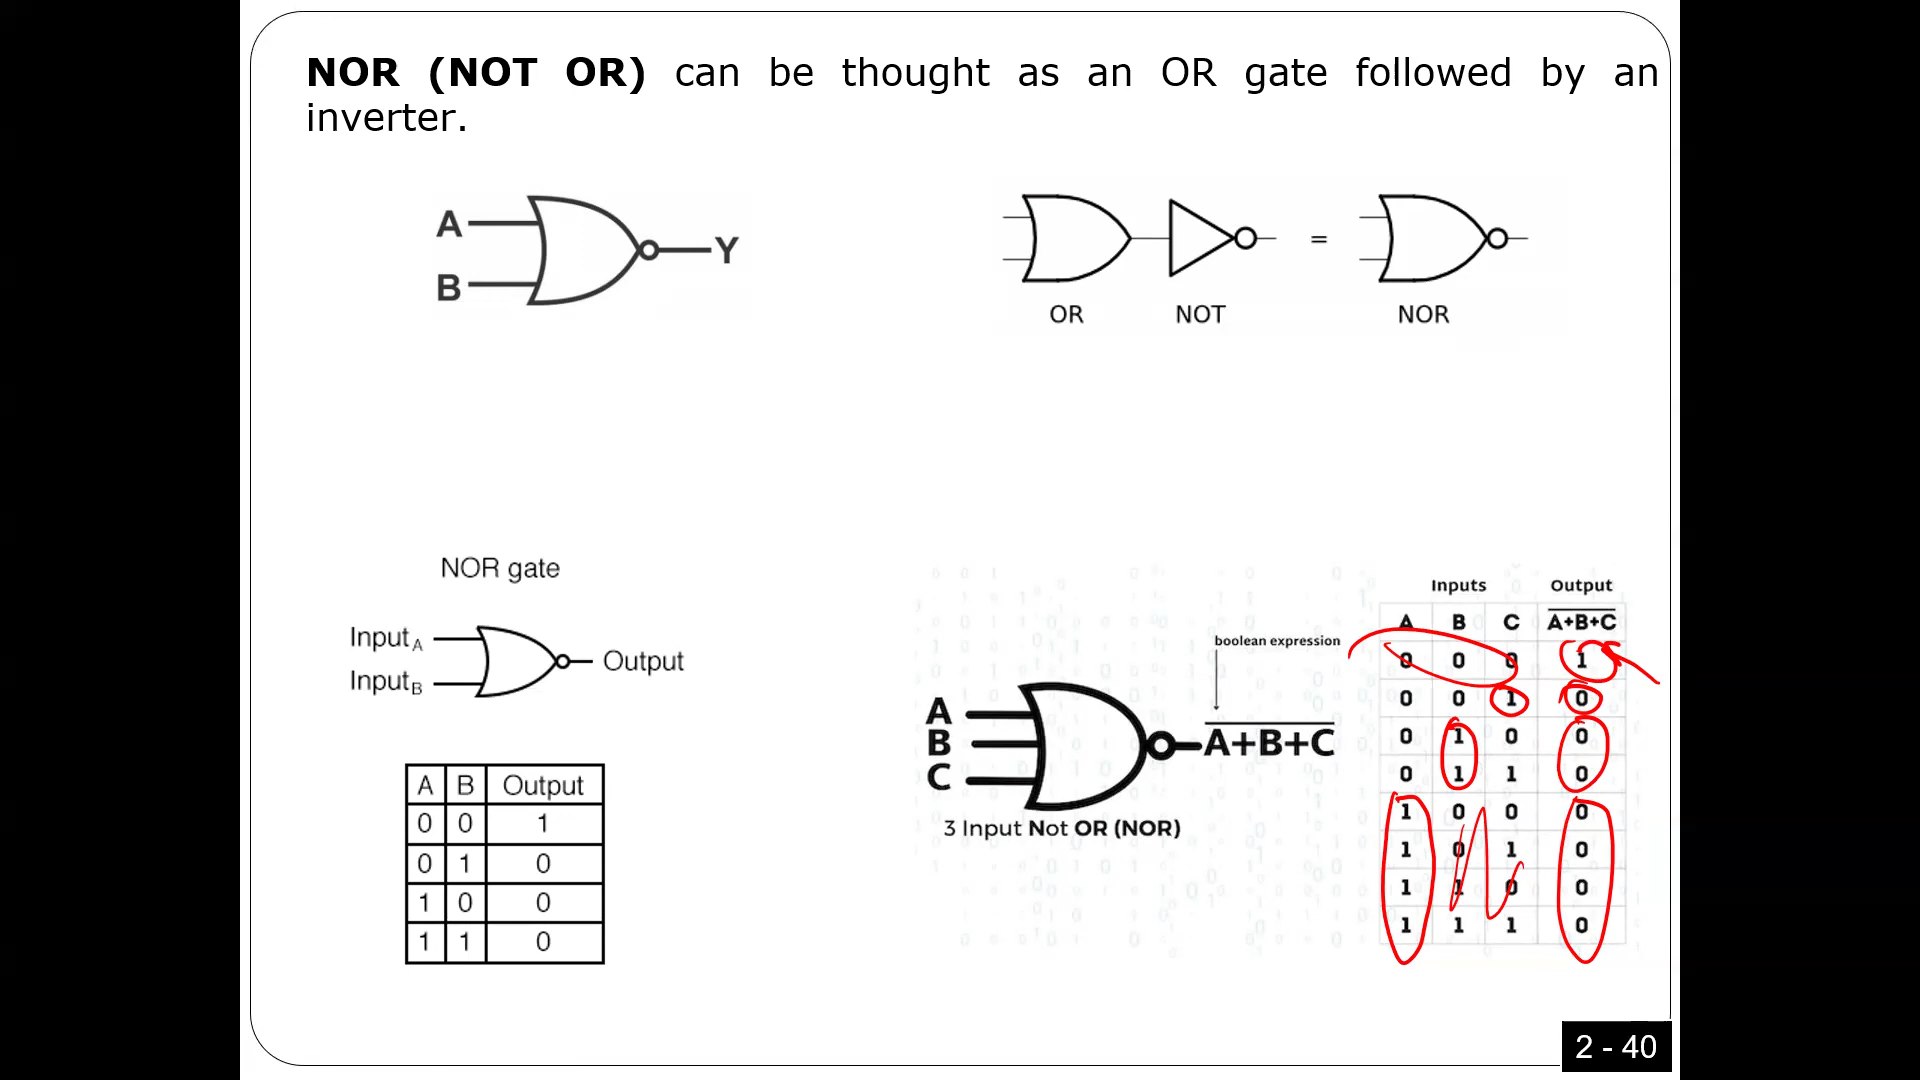 NOR (NOT OR) can be thought as an OR gate followed by an
inverter.
A
B
Y
=
OR NOT NOR
NOR gate
Input A
Input B
Output
A B Output
0 0 1
0 1 0
1 0 0
1 1 0
boolean expression
A
B
C
A+B+C
3 Input Not OR (NOR)
Inputs Output
A B C A+B+C
0 0 0 1
0 0 1 0
0 1 0 0
0 1 1 0
1 0 0 0
1 0 1 0
1 1 0 0
1 1 1 0
2 - 40